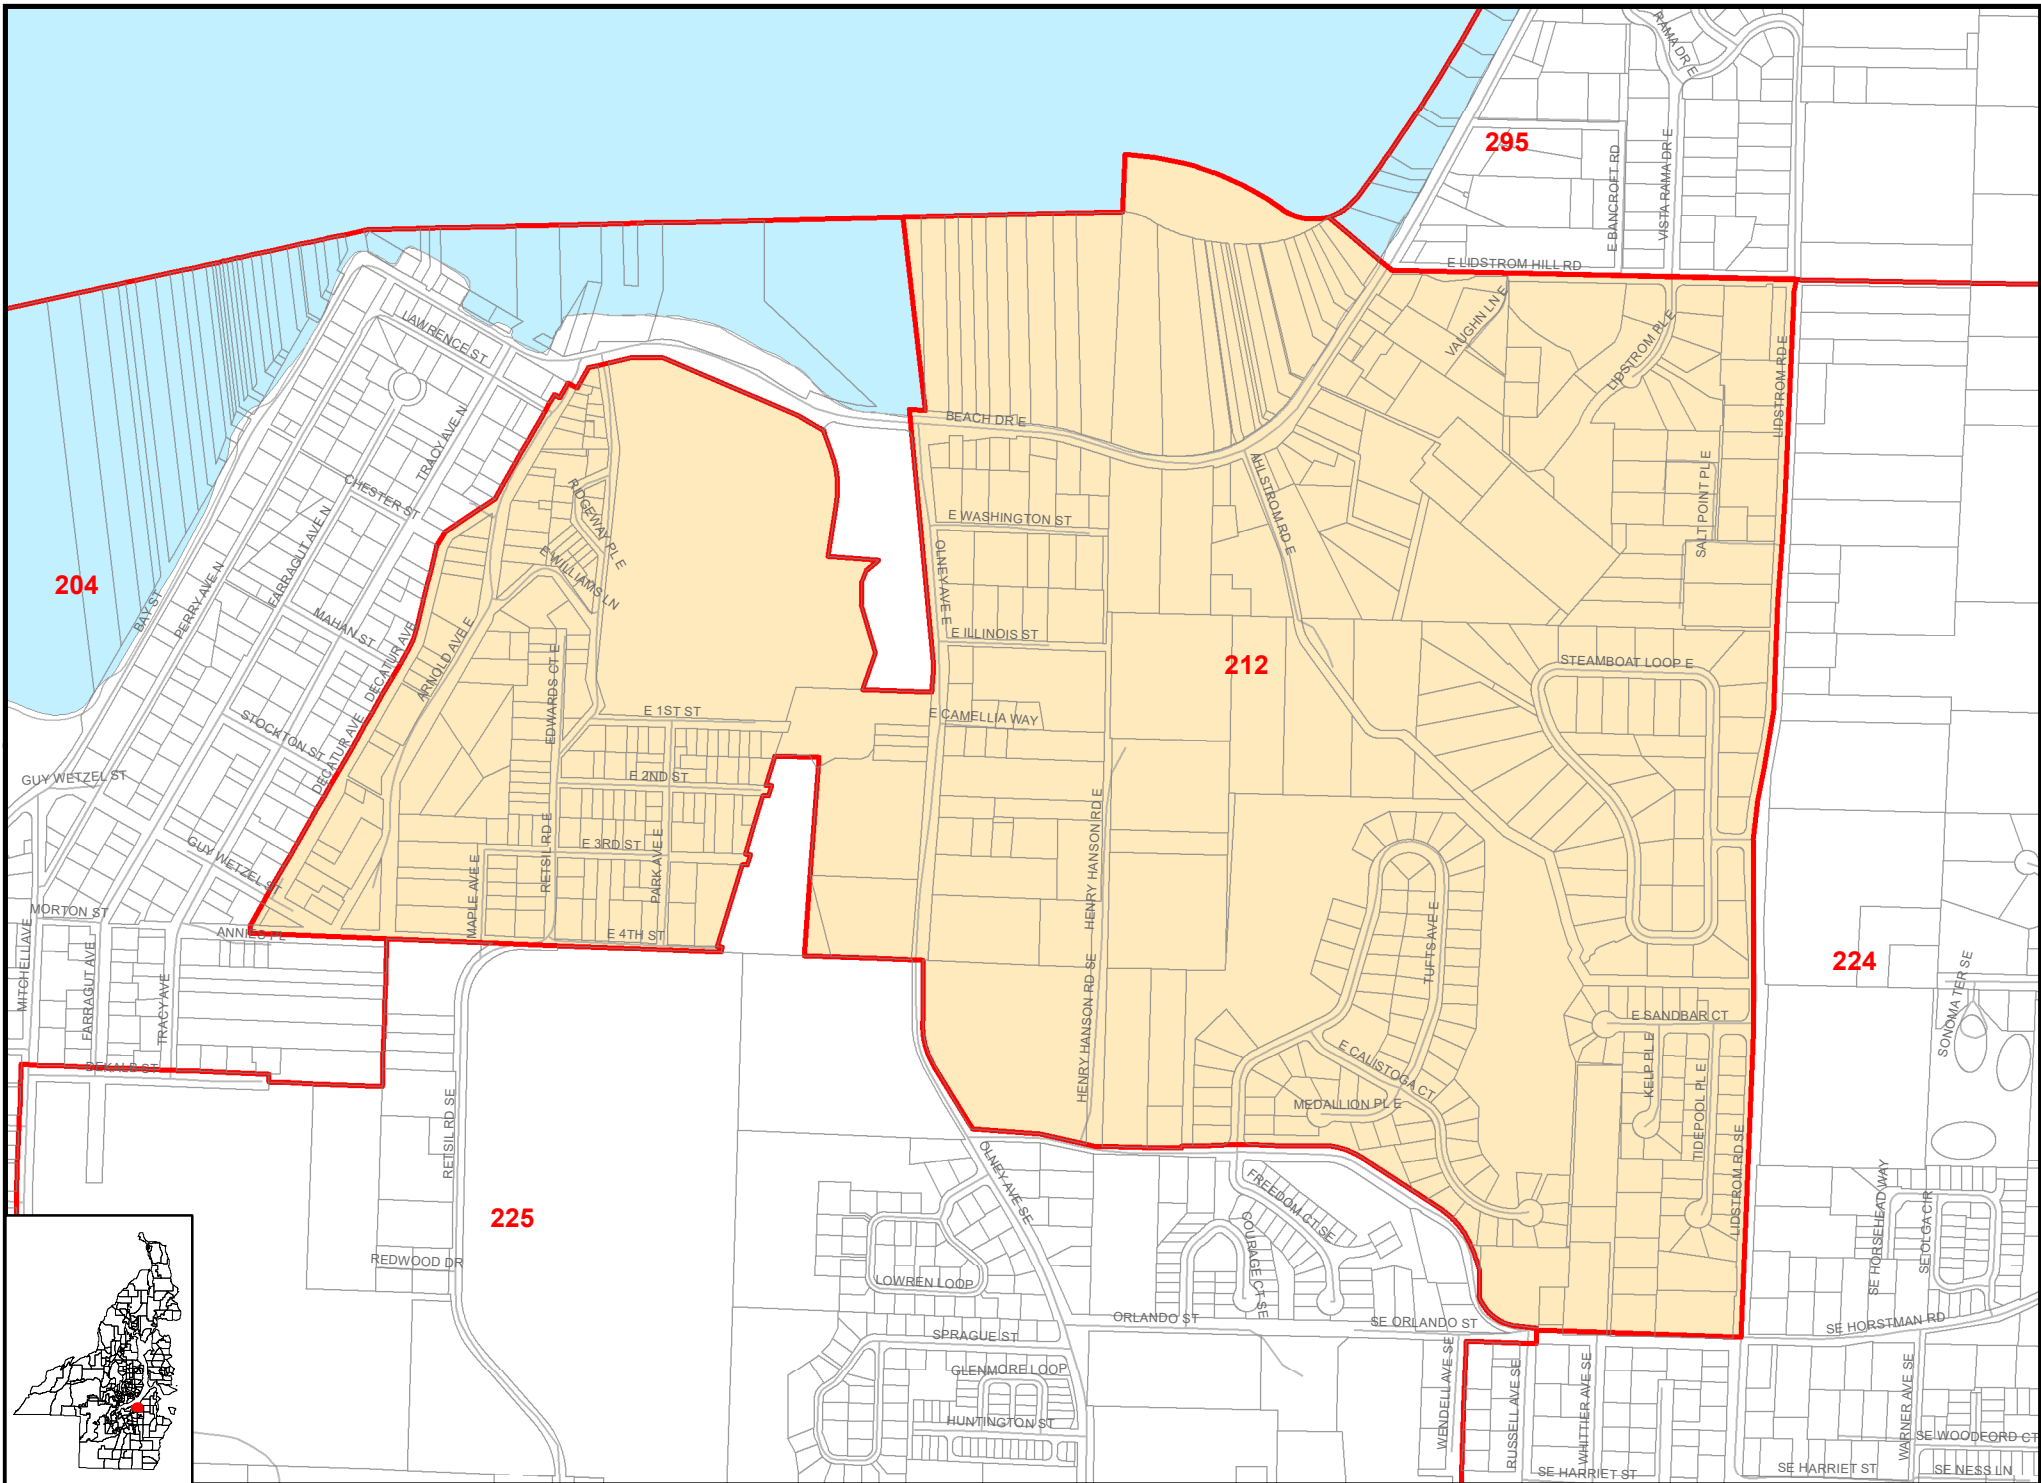 RAMA DR E
295
E BANCROFT RD
VISTA RAMA DR E
E LIDSTROM HILL RD
LAWRENCE ST
VAUGHN LN E
LIDSTROM PL E
LIDSTROM RD E
TRACY AVE N
BEACH DR E
CHESTER ST
RIDGEWAY PL E
AHLSTROM RD E
SALT POINT PL E
FARRAGUT AVE N
E WASHINGTON ST
OLNEY AVE E
E WILLIAMS LN
204
BAY ST
PERRY AVE N
MAHAN ST
DECATUR AVE
ARNOLD AVE E
E ILLINOIS ST
212
STEAMBOAT LOOP E
EDWARDS CT E
STOCKTON ST
DECATUR AVE
E 1ST ST
E CAMELLIA WAY
GUY WETZEL ST
E 2ND ST
HENRY HANSON RD E
GUY WETZEL ST
RETSIL RD E
E 3RD ST
PARK AVE E
MAPLE AVE E
MORTON ST
ANNIES PL
E 4TH ST
TUFTS AVE E
224
MITCHELL AVE
FARRAGUT AVE
TRACY AVE
HENRY HANSON RD SE
SONOMA TER SE
E SANDBAR CT
DEKALB ST
E CALISTOGA CT
KELP PL E
MEDALLION PL E
TIDEPOOL PL E
RETSIL RD SE
OLNEY AVE SE
LIDSTROM RD SE
225
FREEDOM CT SE
COURAGE CT SE
SE HORSEHEAD WAY
SE OLGA CIR
REDWOOD DR
LOWREN LOOP
ORLANDO ST
SE ORLANDO ST
SE HORSTMAN RD
SPRAGUE ST
GLENMORE LOOP
WENDELL AVE SE
RUSSELL AVE SE
WHITTIER AVE SE
WARNER AVE SE
HUNTINGTON ST
SE WOODFORD CT
SE HARRIET ST
SE HARRIET ST
SE NESS LN